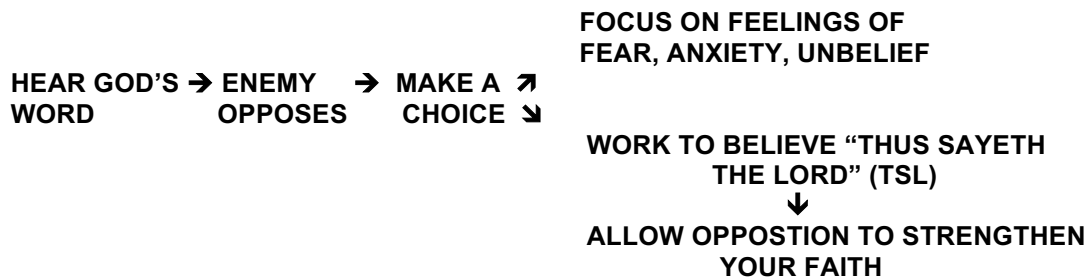 FOCUS ON FEELINGS OF
FEAR, ANXIETY, UNBELIEF
HEAR GOD'S → ENEMY → MAKE A ↗
WORD OPPOSES CHOICE ↘
WORK TO BELIEVE “THUS SAYETH
THE LORD” (TSL)
↓
ALLOW OPPOSTION TO STRENGTHEN
YOUR FAITH